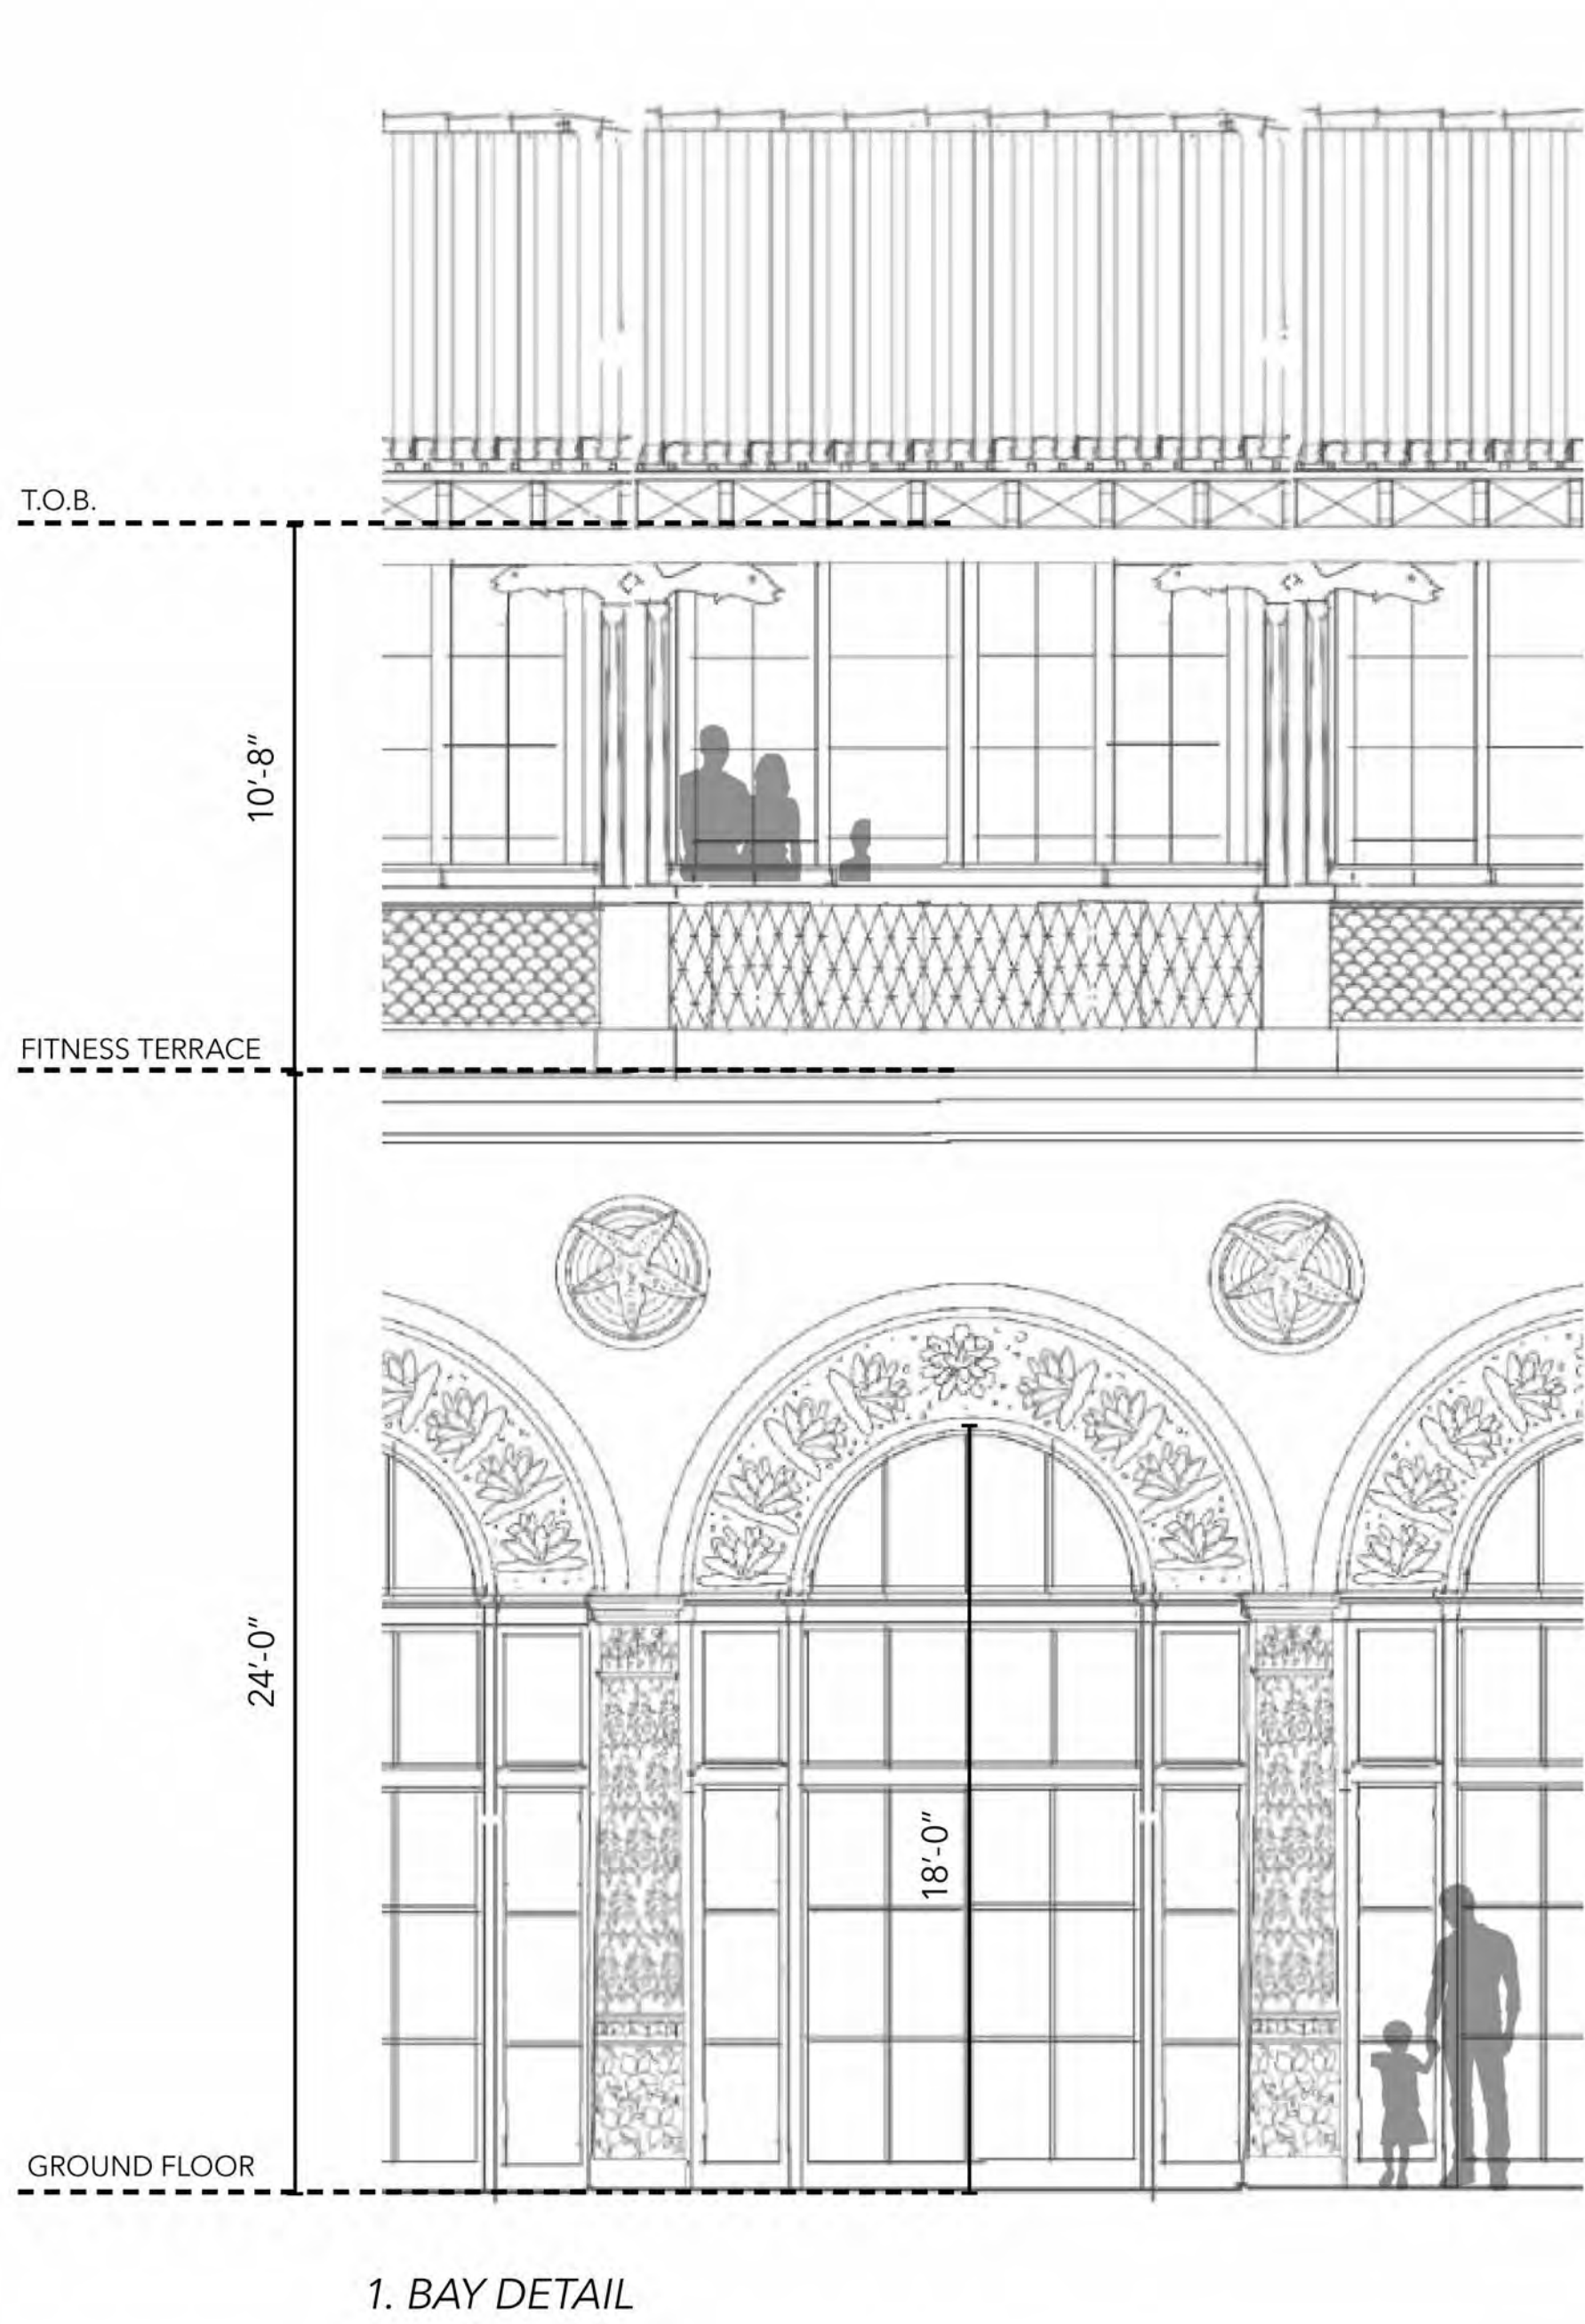 T.O.B.
10'-8"
FITNESS TERRACE
24'-0"
18'-0"
GROUND FLOOR
1. BAY DETAIL